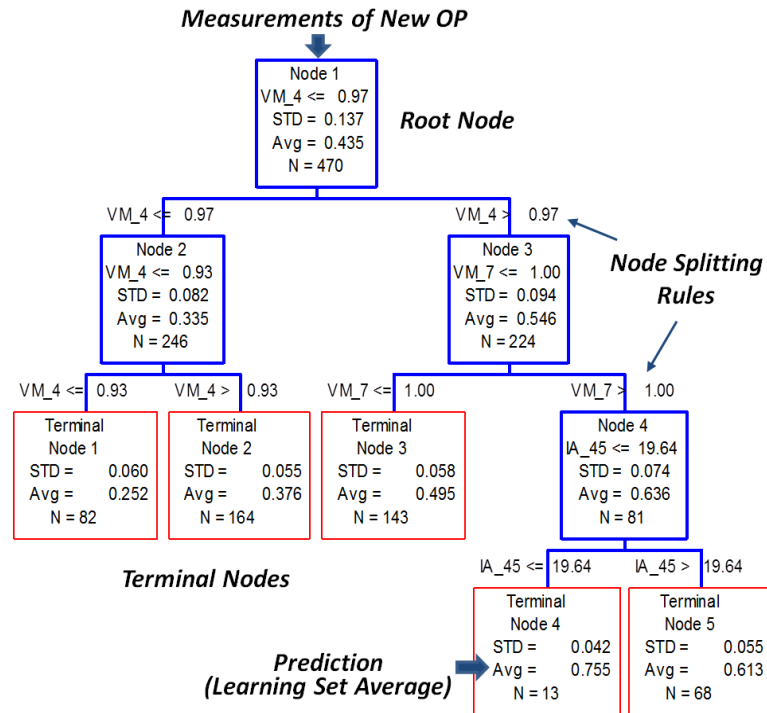 Measurements of New OP
Node 1
VM_4 <= 0.97
STD = 0.137
Avg = 0.435
N = 470
Root Node
VM_4 <= 0.97
VM_4 > 0.97
Node 2
VM_4 <= 0.93
STD = 0.082
Avg = 0.335
N = 246
Node 3
VM_7 <= 1.00
STD = 0.094
Avg = 0.546
N = 224
Node Splitting
Rules
VM_4 <= 0.93
VM_4 > 0.93
VM_7 <= 1.00
VM_7 > 1.00
Terminal
Node 1
STD = 0.060
Avg = 0.252
N = 82
Terminal
Node 2
STD = 0.055
Avg = 0.376
N = 164
Terminal
Node 3
STD = 0.058
Avg = 0.495
N = 143
Node 4
IA_45 <= 19.64
STD = 0.074
Avg = 0.636
N = 81
Terminal Nodes
IA_45 <= 19.64
IA_45 > 19.64
Terminal
Node 4
STD = 0.042
Avg = 0.755
N = 13
Terminal
Node 5
STD = 0.055
Avg = 0.613
N = 68
Prediction
(Learning Set Average)